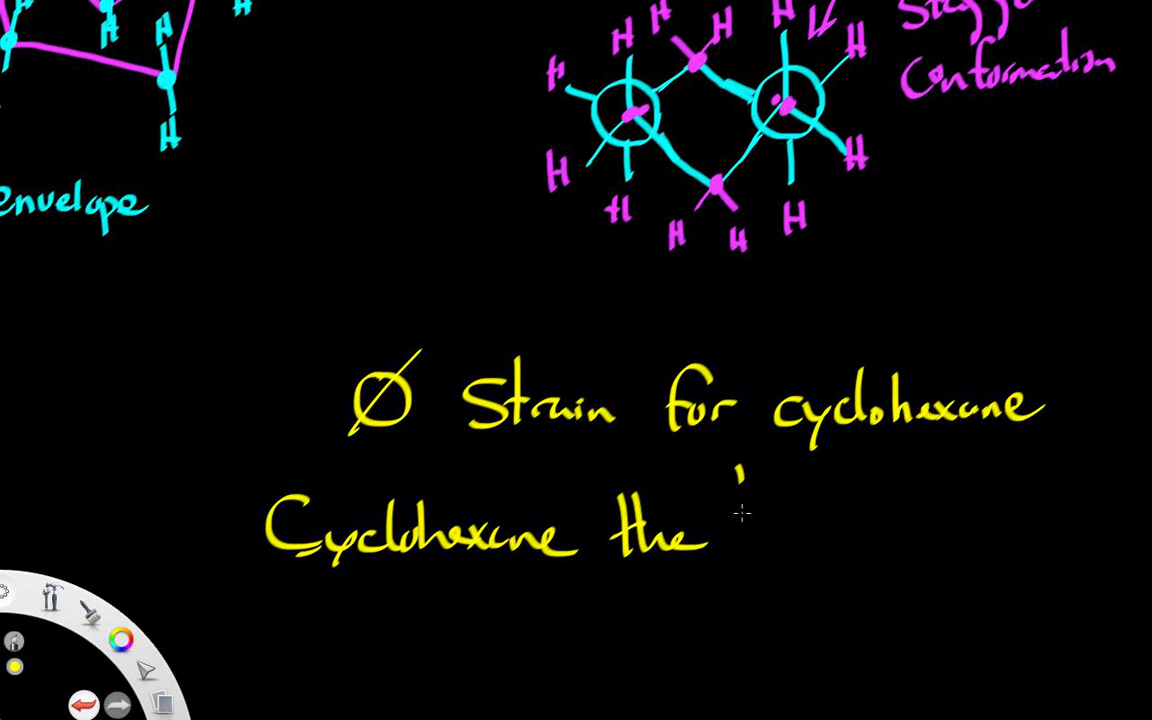 H H H
H H H H H
Conformation
H H H
H H H H H
envelope
Ø Strain for cyclohexane
Cyclohexane the